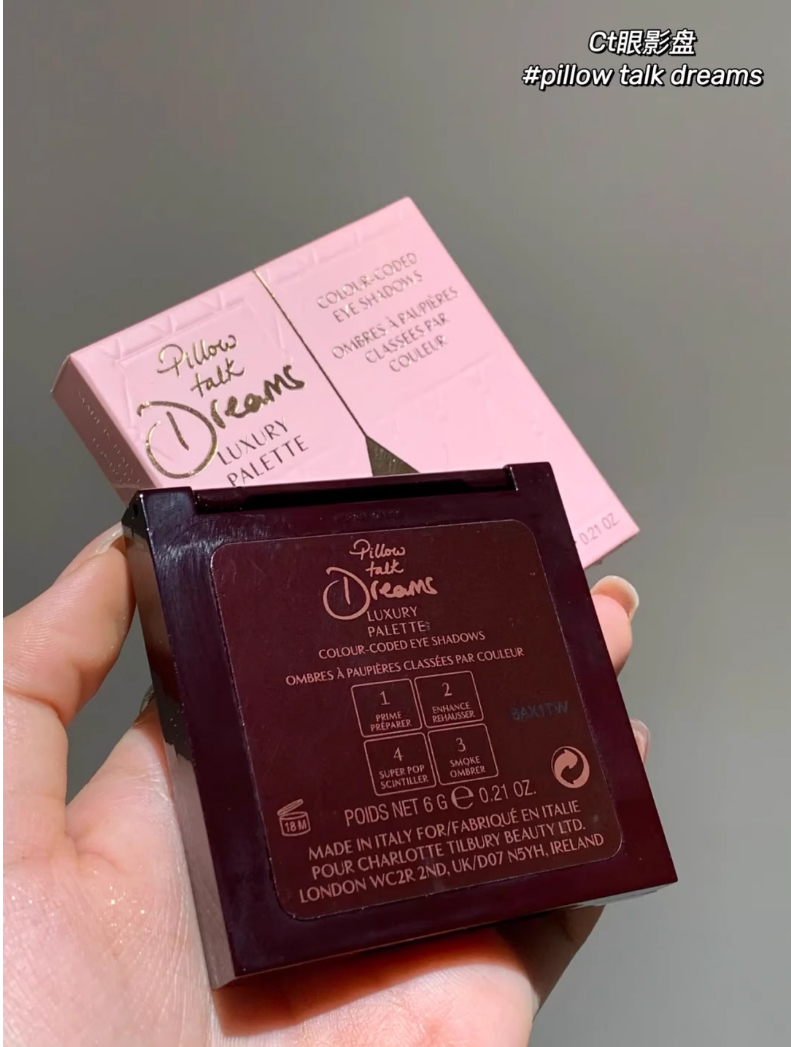 Ct眼影盘
#pillow talk dreams
Pillow
talk
Dreams
LUXURY
PALETTE
COLOUR-CODED
EYE SHADOWS
OMBRES À PAUPIÈRES
CLASSÉES PAR
COULEUR
0.21 OZ.
Pillow
talk
Dreams
LUXURY
PALETTE
COLOUR-CODED EYE SHADOWS
OMBRES À PAUPIÈRES CLASSÉES PAR COULEUR
1
PRIME
PRÉPARER
2
ENHANCE
REHAUSSER
4
SUPER POP
SCINTILLER
3
SMOKE
OMBRER
18 M
POIDS NET 6 G e 0.21 OZ.
MADE IN ITALY FOR/FABRIQUÉ EN ITALIE
POUR CHARLOTTE TILBURY BEAUTY LTD.
LONDON WC2R 2ND, UK/D07 N5YH, IRELAND